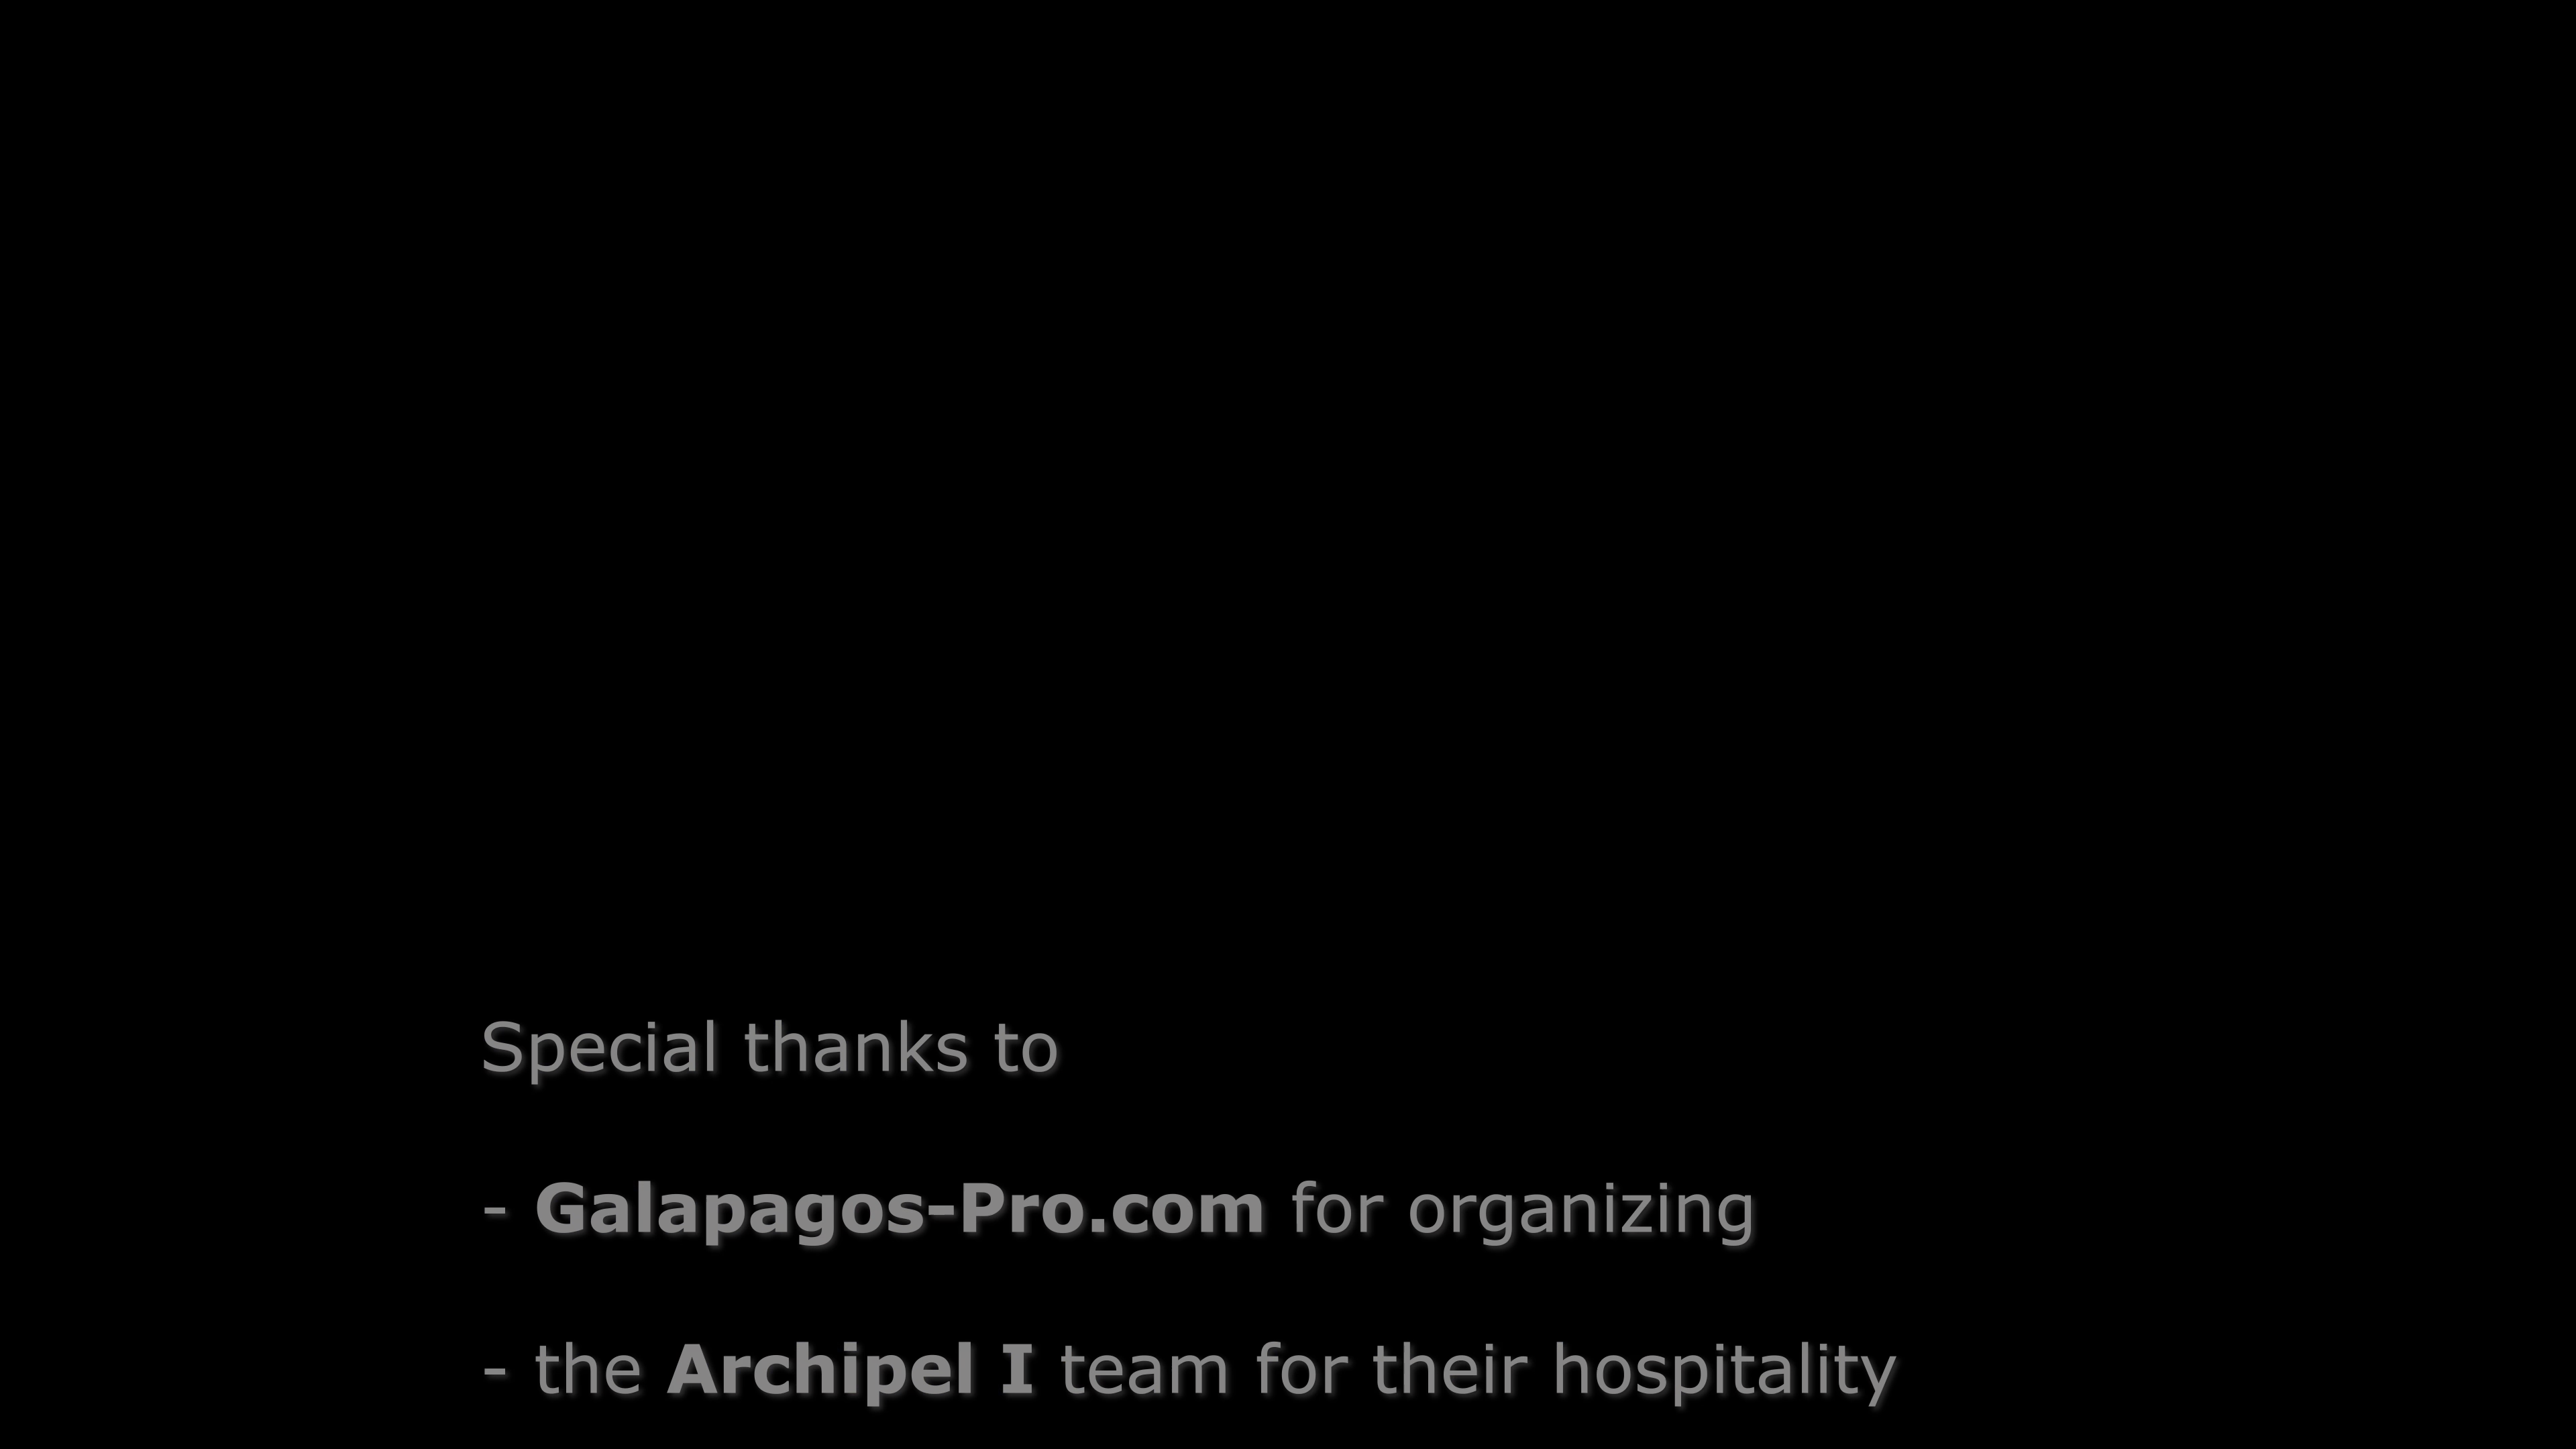 Special thanks to
- Galapagos-Pro.com for organizing
- the Archipel I team for their hospitality